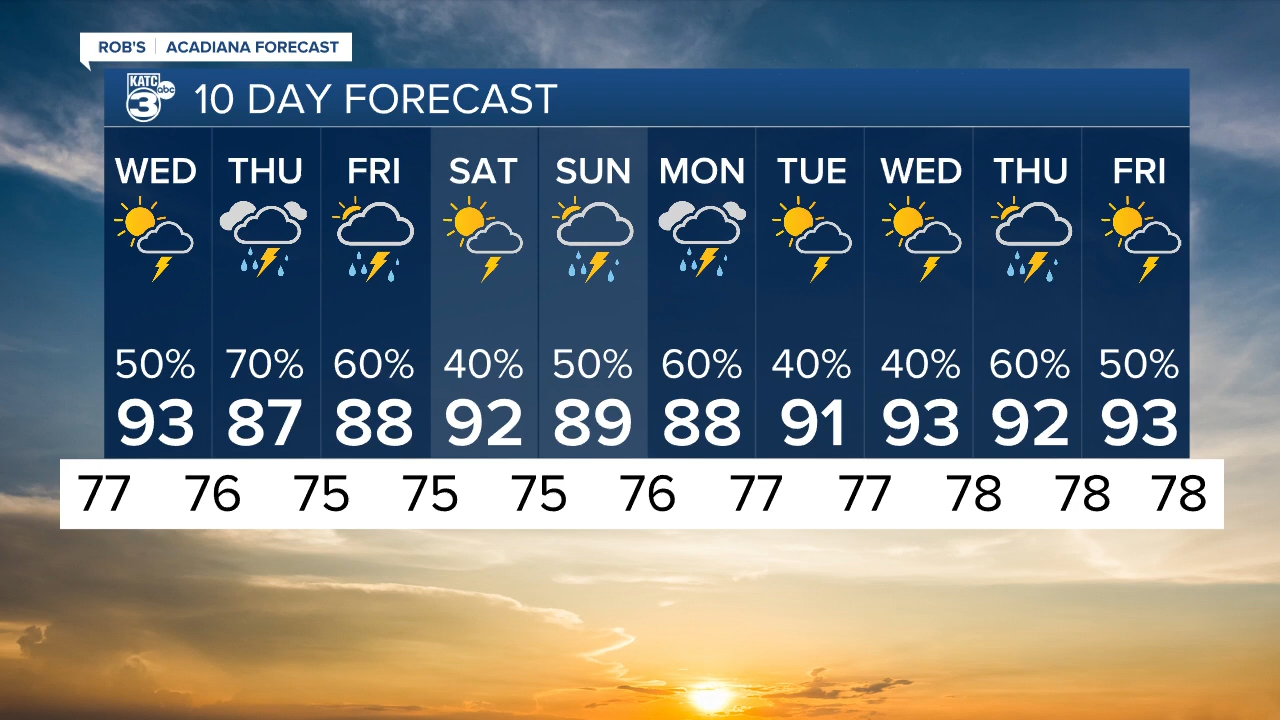 ROB'S | ACADIANA FORECAST
KATC 3 abc
10 DAY FORECAST
WED THU FRI SAT SUN MON TUE WED THU FRI
50% 70% 60% 40% 50% 60% 40% 40% 60% 50%
93 87 88 92 89 88 91 93 92 93
77 76 75 75 75 76 77 77 78 78 78